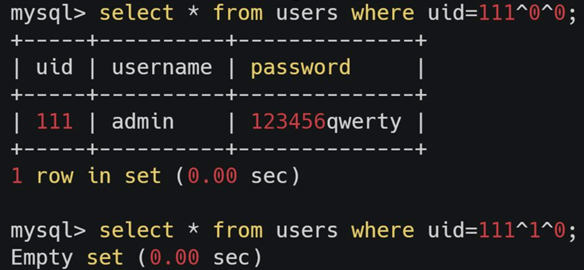 mysql> select * from users where uid=111^0^0;
+-----+----------+--------------+
| uid | username | password     |
+-----+----------+--------------+
| 111 | admin    | 123456qwerty |
+-----+----------+--------------+
1 row in set (0.00 sec)
mysql> select * from users where uid=111^1^0;
Empty set (0.00 sec)